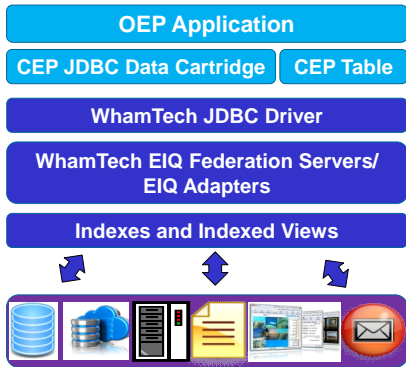 OEP Application
CEP JDBC Data Cartridge
CEP Table
WhamTech JDBC Driver
WhamTech EIQ Federation Servers/
EIQ Adapters
Indexes and Indexed Views